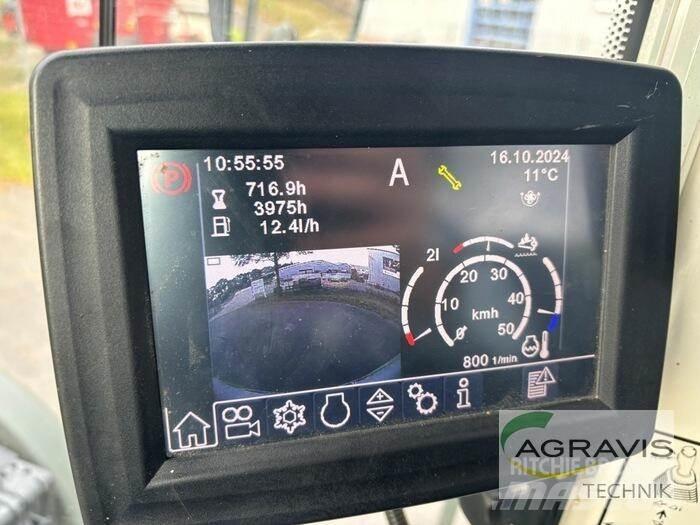 10:55:55
716.9h
3975h
12.4l/h
A
16.10.2024
11°C
P
2l
10
20
30
40
50
kmh
800 1/min
AGRAVIS
TECHNIK